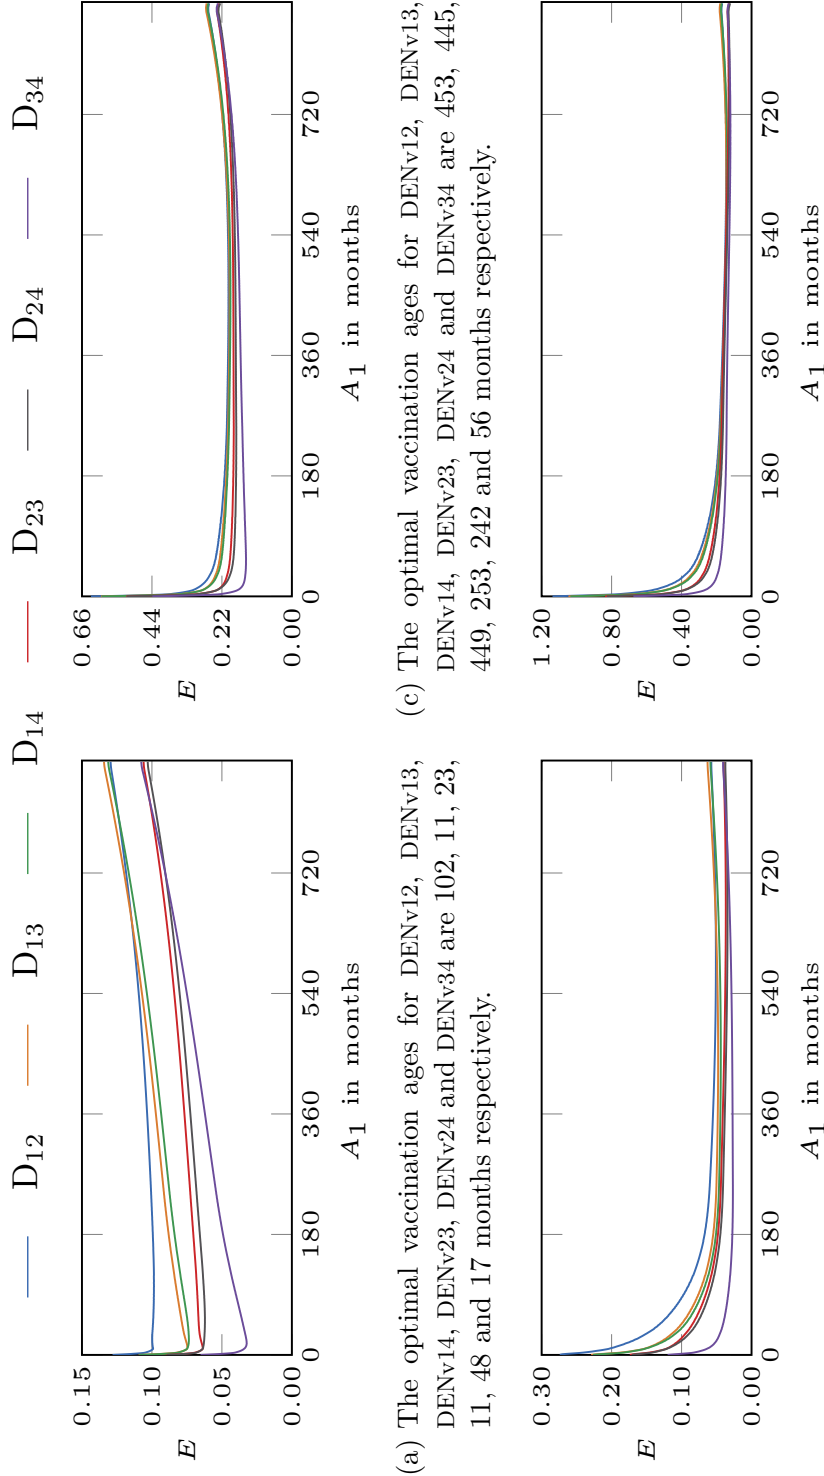 D12 D13 D14 D23 D24 D34
0.15
0.10
0.05
0.00
E
0 180 360 540 720
A1 in months
(a) The optimal vaccination ages for DENv12, DENv13,
DENv14, DENv23, DENv24 and DENv34 are 102, 11, 23,
11, 48 and 17 months respectively.
0.66
0.44
0.22
0.00
E
0 180 360 540 720
A1 in months
(c) The optimal vaccination ages for DENv12, DENv13,
DENv14, DENv23, DENv24 and DENv34 are 453, 445,
449, 253, 242 and 56 months respectively.
0.30
0.20
0.10
0.00
E
0 180 360 540 720
A1 in months
1.20
0.80
0.40
0.00
E
0 180 360 540 720
A1 in months